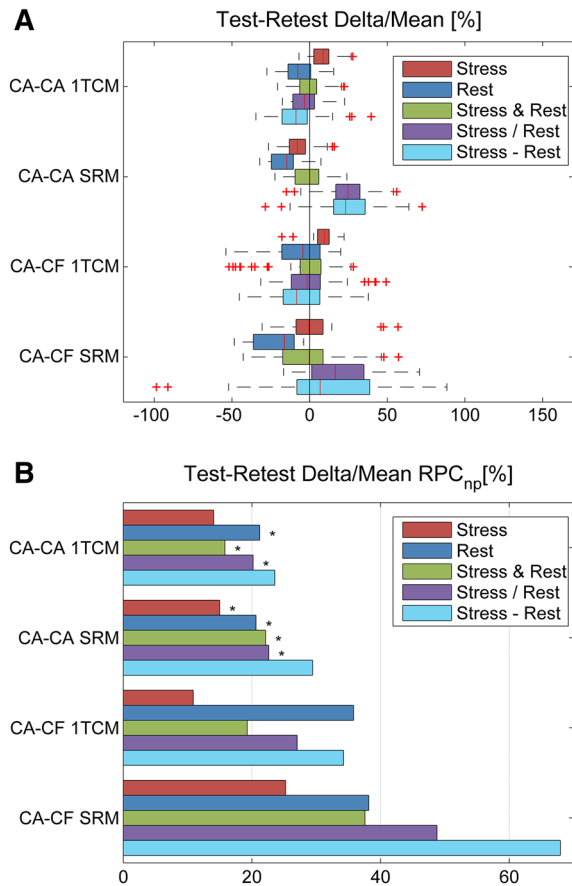 A
Test-Retest Delta/Mean [%]
CA-CA 1TCM
CA-CA SRM
CA-CF 1TCM
CA-CF SRM
Stress
Rest
Stress & Rest
Stress / Rest
Stress - Rest
-100 -50 0 50 100 150
B
Test-Retest Delta/Mean RPCnp[%]
CA-CA 1TCM
* * *
CA-CA SRM
* * * *
CA-CF 1TCM
CA-CF SRM
Stress
Rest
Stress & Rest
Stress / Rest
Stress - Rest
0 20 40 60